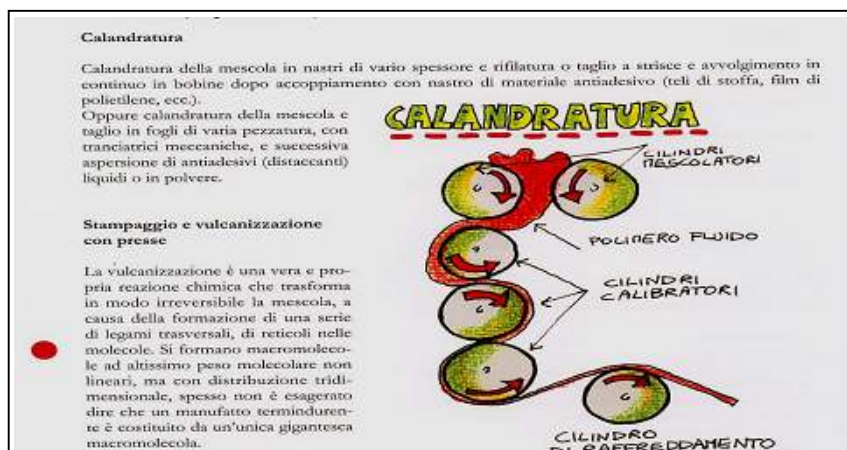 Calandratura
Calandratura della mescola in nastri di vario spessore e rifilatura o taglio a strisce e avvolgimento in
continuo in bobine dopo accoppiamento con nastro di materiale antiadesivo (teli di stoffa, film di
polietilene, ecc.).
Oppure calandratura della mescola e
taglio in fogli di varia pezzatura, con
tranciatrici meccaniche, e successiva
aspersione di antiadesivi (distaccanti)
liquidi o in polvere.
Stampaggio e vulcanizzazione
con presse
La vulcanizzazione è una vera e pro-
pria reazione chimica che trasforma
in modo irreversibile la mescola, a
causa della formazione di una serie
di legami trasversali, di reticoli nelle
molecole. Si formano macromoleco-
le ad altissimo peso molecolare non
lineari, ma con distribuzione tridi-
mensionale, spesso non è esagerato
dire che un manufatto terminduren-
te è costituito da un'unica gigantesca
macromolecola.
CALANDRATURA
CILINDRI
MESCOLATORI
POLIMERO FLUIDO
CILINDRI
CALIBRATORI
CILINDRO
DI RAFFREDDAMENTO